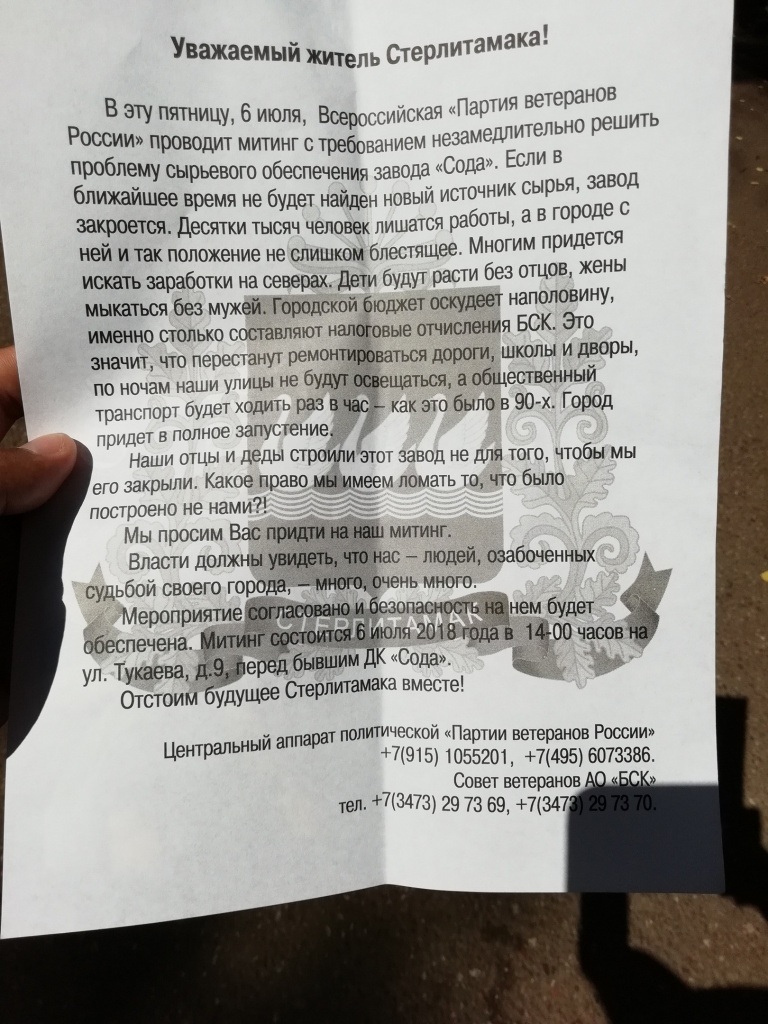 Уважаемый житель Стерлитамака!
В эту пятницу, 6 июля, Всероссийская «Партия ветеранов
России» проводит митинг с требованием незамедлительно решить
проблему сырьевого обеспечения завода «Сода». Если в
ближайшее время не будет найден новый источник сырья, завод
закроется. Десятки тысяч человек лишатся работы, а в городе с
ней и так положение не слишком блестящее. Многим придется
искать заработки на северах. Дети будут расти без отцов, жены
мыкаться без мужей. Городской бюджет оскудеет наполовину,
именно столько составляют налоговые отчисления БСК. Это
значит, что перестанут ремонтироваться дороги, школы и дворы,
по ночам наши улицы не будут освещаться, а общественный
транспорт будет ходить раз в час – как это было в 90-х. Город
придет в полное запустение.
Наши отцы и деды строили этот завод не для того, чтобы мы
его закрыли. Какое право мы имеем ломать то, что было
построено не нами?!
Мы просим Вас придти на наш митинг.
Власти должны увидеть, что нас – людей, озабоченных
судьбой своего города, – много, очень много.
Мероприятие согласовано и безопасность на нем будет
СТЕРЛИТАМАК
обеспечена. Митинг состоится 6 июля 2018 года в 14-00 часов на
ул. Тукаева, д.9, перед бывшим ДК «Сода».
Отстоим будущее Стерлитамака вместе!
Центральный аппарат политической «Партии ветеранов России»
+7(915) 1055201, +7(495) 6073386.
Совет ветеранов АО «БСК»
тел. +7(3473) 29 73 69, +7(3473) 29 73 70.